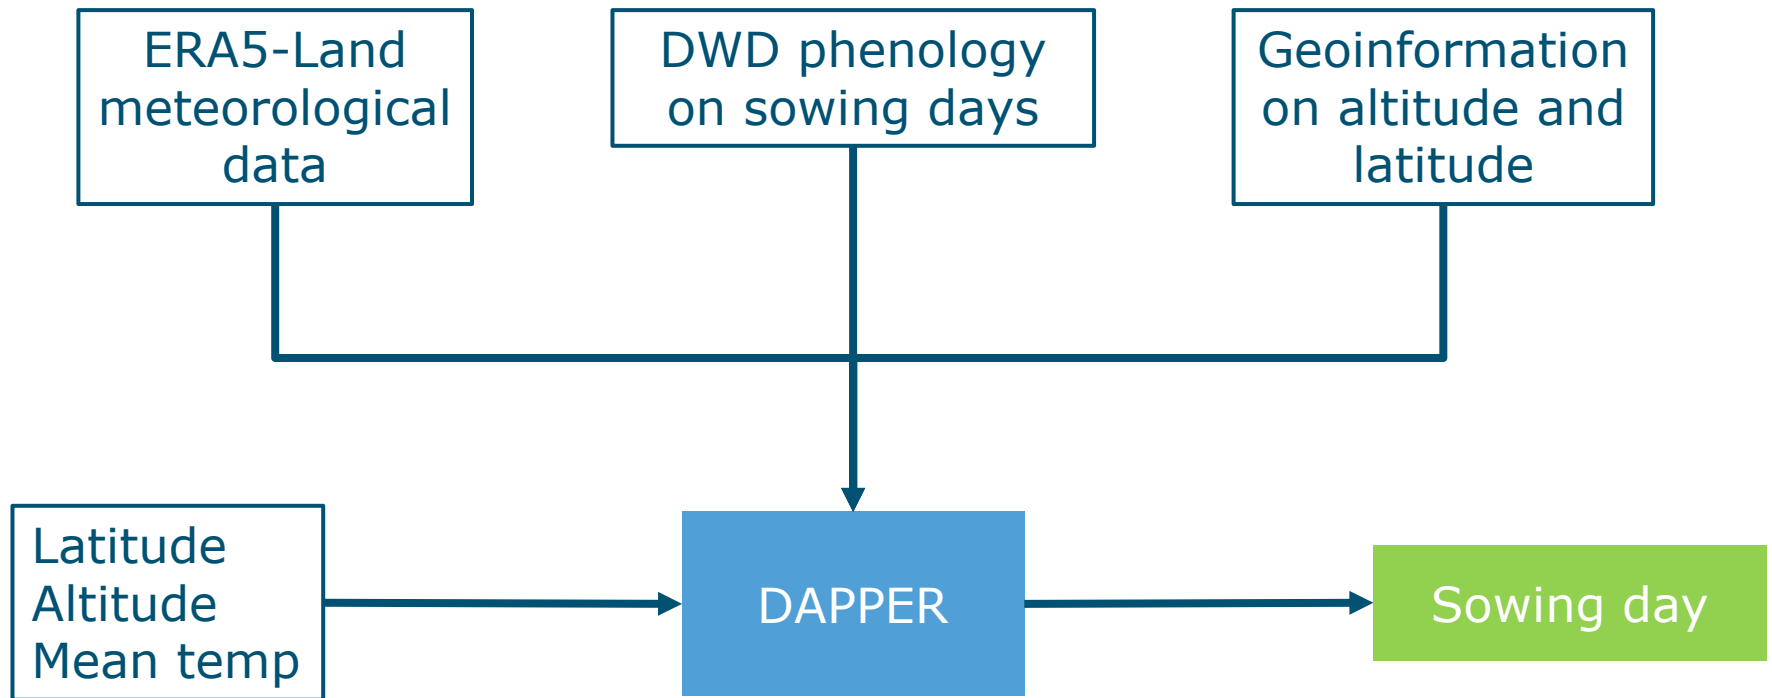 ERA5-Land
meteorological
data
DWD phenology
on sowing days
Geoinformation
on altitude and
latitude
Latitude
Altitude
Mean temp
DAPPER
Sowing day